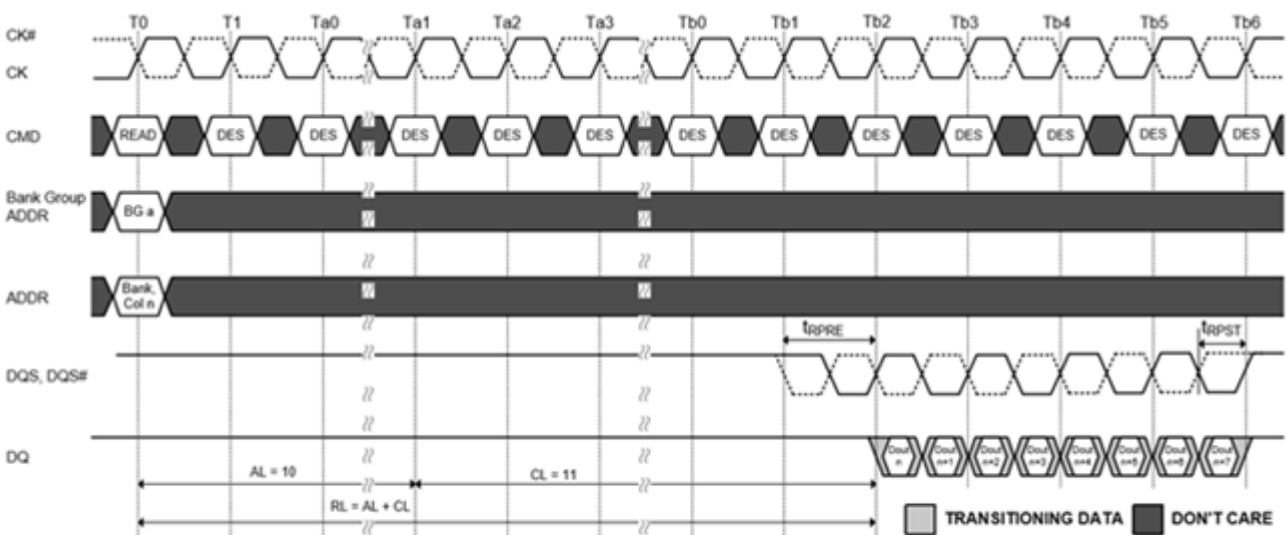 T0 T1 Ta0 Ta1 Ta2 Ta3 Tb0 Tb1 Tb2 Tb3 Tb4 Tb5 Tb6
CK#
CK
CMD READ DES DES DES DES DES DES DES DES DES DES DES DES
Bank Group
ADDR
BG a
ADDR
Bank,
Col n
tRPRE
tRPST
DQS, DQS#
DQ
Dout
n
Dout
n+1
Dout
n+2
Dout
n+3
Dout
n+4
Dout
n+5
Dout
n+6
Dout
n+7
AL = 10
CL = 11
RL = AL + CL
TRANSITIONING DATA
DON'T CARE